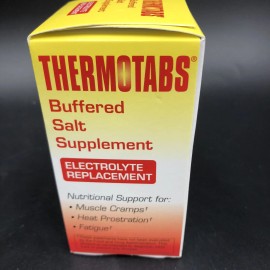 THERMOTABS®
Buffered
Salt
Supplement
ELECTROLYTE
REPLACEMENT
Nutritional Support for:
• Muscle Cramps†
• Heat Prostration†
• Fatigue†